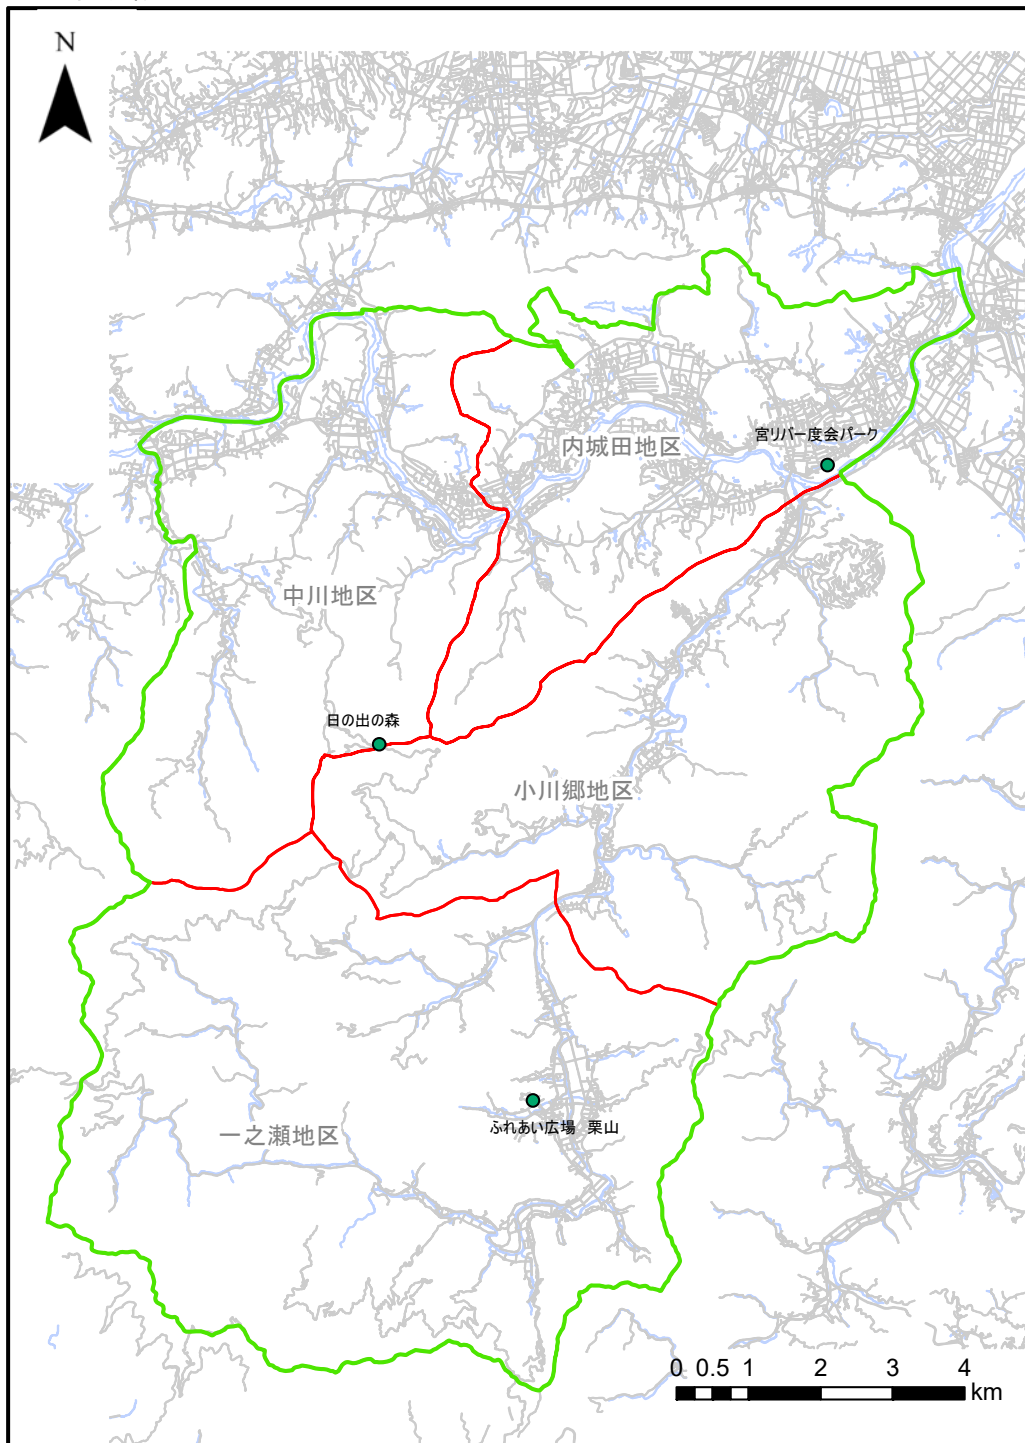 N
内城田地区
宮リバー度会パーク
中川地区
日の出の森
小川郷地区
一之瀬地区
ふれあい広場　栗山
0 0.5 1 2 3 4
km